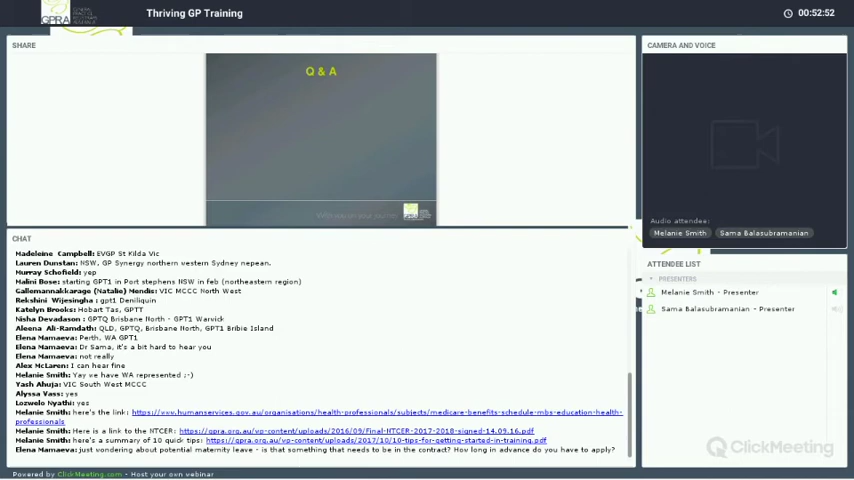 GPRA
GENERAL
PRACTICE
REGISTRARS
AUSTRALIA
Thriving GP Training
00:52:52
SHARE
Q & A
CAMERA AND VOICE
Audio attendee:
Melanie Smith
Sama Balasubramanian
CHAT
Madeleine Campbell: EVGP St Kilda Vic
Lauren Dunstan: NSW, GP Synergy northern western Sydney nepean.
Murray Schofield: yep
Malini Bose: starting GPT1 in Port stephens NSW in feb (northeastern region)
Gallemannakkarage (Natalie) Mendis: VIC MCCC North West
Rekshini Wijesingha: gpt1 Deniliquin
Katelyn Brooks: Hobart Tas, GPTT
Nisha Devadason: GPTQ Brisbane North - GPT1 Warwick
Aleena Ali-Ramdath: QLD, GPTQ, Brisbane North, GPT1 Bribie Island
Elena Mamaeva: Perth, WA GPT1
Elena Mamaeva: Dr Sama, it's a bit hard to hear you
Elena Mamaeva: not really
Alex McLaren: I can hear fine
Melanie Smith: Yay we have WA represented ;-)
Yash Ahuja: VIC South West MCCC
Alyssa Vass: yes
Lozwelo Nyathi: yes
Melanie Smith: here's the link: https://www.humanservices.gov.au/organisations/health-professionals/subjects/medicare-benefits-schedule-mbs-education-health-
professionals
Melanie Smith: Here is a link to the NTCER: https://gpra.org.au/wp-content/uploads/2016/09/Final-NTCER-2017-2018-signed-14.09.16.pdf
Melanie Smith: here's a summary of 10 quick tips: https://gpra.org.au/wp-content/uploads/2017/10/10-tips-for-getting-started-in-training.pdf
Elena Mamaeva: just wondering about potential maternity leave - is that something that needs to be in the contract? How long in advance do you have to apply?
ATTENDEE LIST
PRESENTERS
Melanie Smith - Presenter
Sama Balasubramanian - Presenter
ClickMeeting
Powered by ClickMeeting.com - Host your own webinar